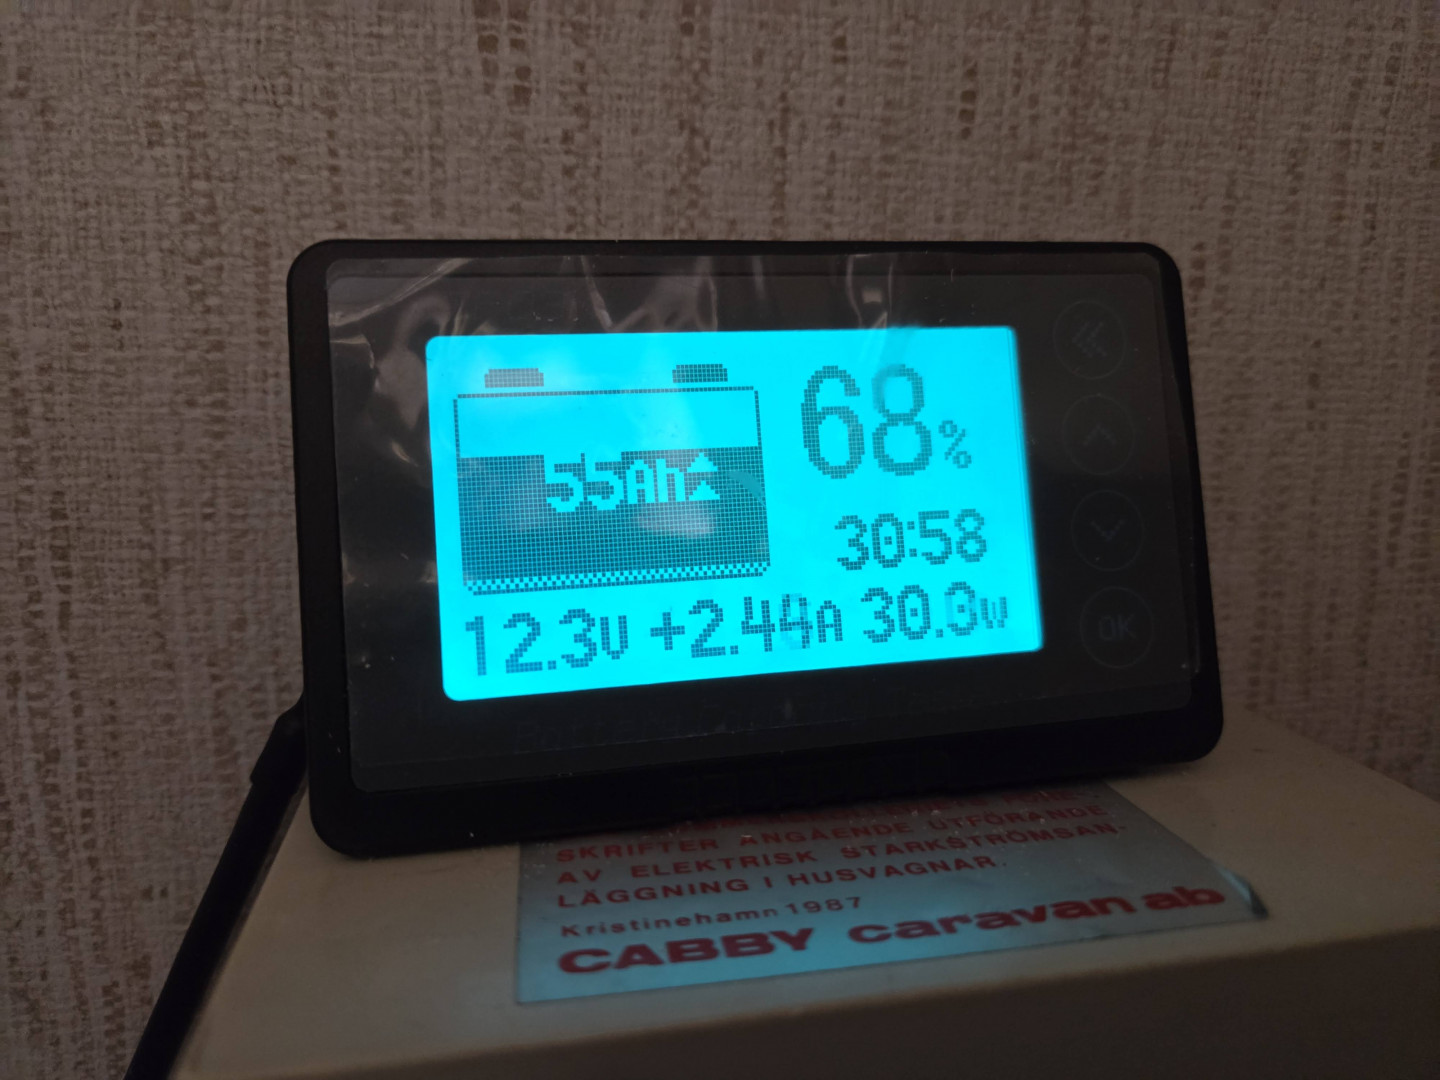 68%
55Ah
30:58
12.3V +2.44A 30.0W
OK
SKRIFTER ANGÅENDE UTFÖRANDE
AV ELEKTRISK STARKSTRÖMSAN-
LÄGGNING I HUSVAGNAR.
Kristinehamn 1987
CABBY caravan ab